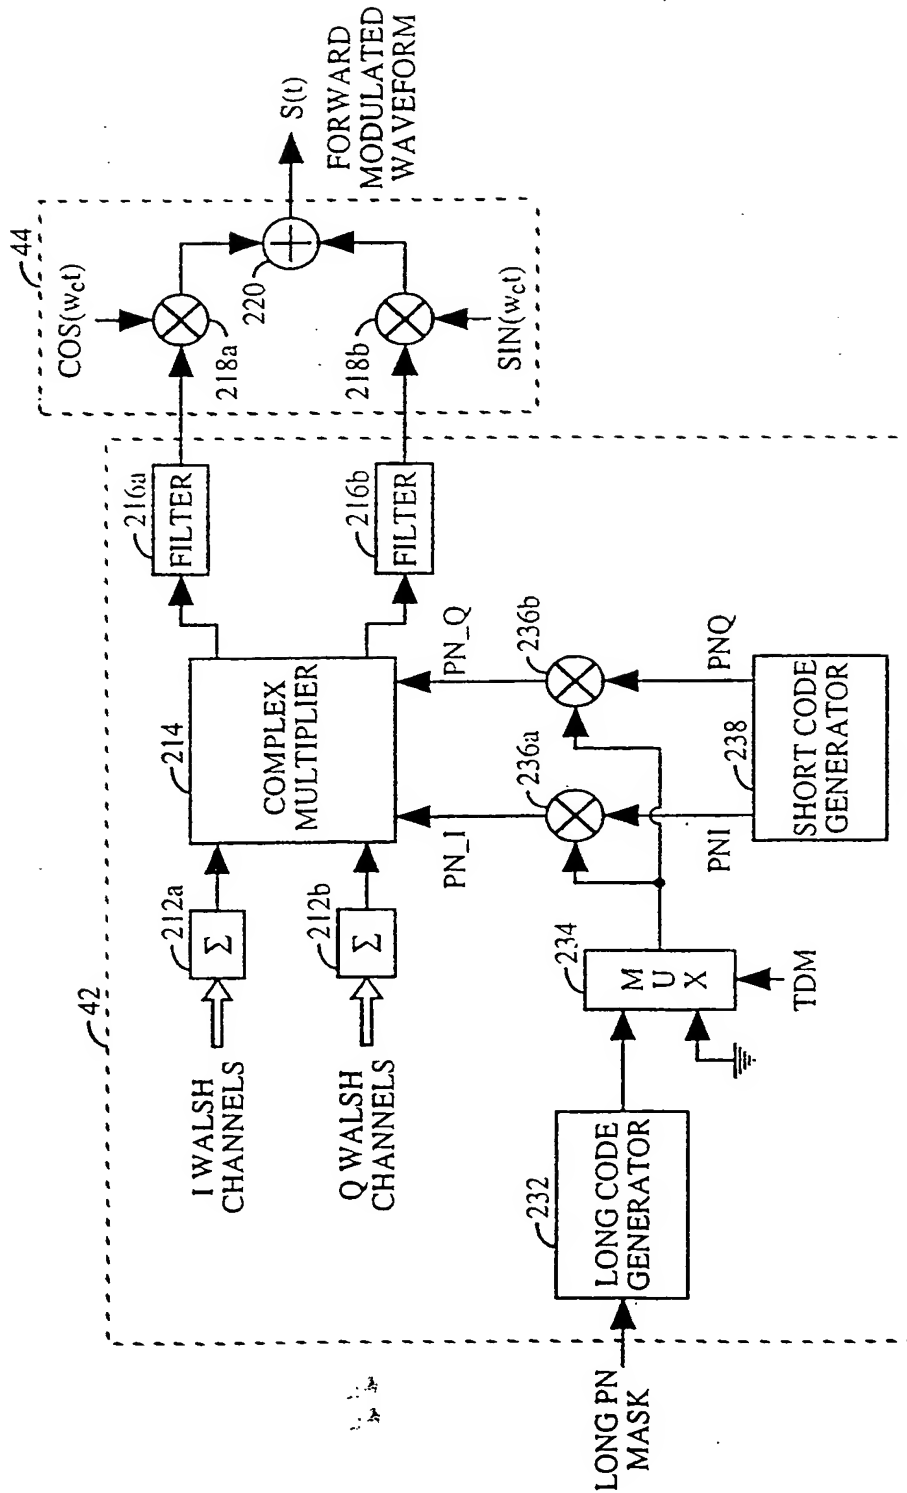 42
44
I WALSH
CHANNELS
212a
Σ
Q WALSH
CHANNELS
212b
Σ
214
COMPLEX
MULTIPLIER
216a
FILTER
216b
FILTER
COS(wct)
218a
218b
SIN(wct)
220
S(t)
FORWARD
MODULATED
WAVEFORM
PN_I
PN_Q
236a
236b
LONG PN
MASK
232
LONG CODE
GENERATOR
234
M
U
X
TDM
PNI
PNQ
238
SHORT CODE
GENERATOR